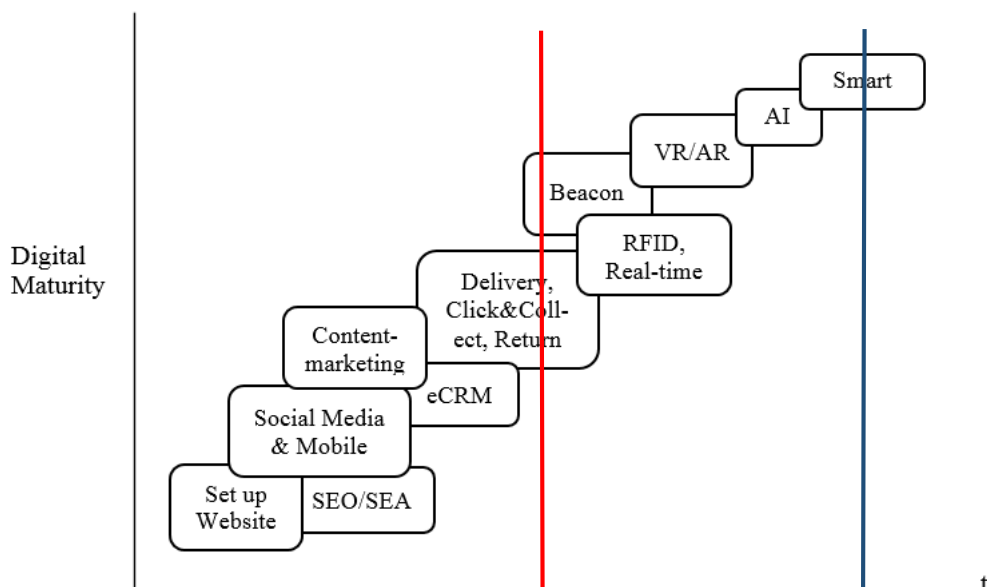 Smart
AI
VR/AR
Beacon
RFID,
Real-time
Digital
Maturity
Delivery,
Click&Coll-
ect, Return
Content-
marketing
eCRM
Social Media
& Mobile
Set up
Website
SEO/SEA
t